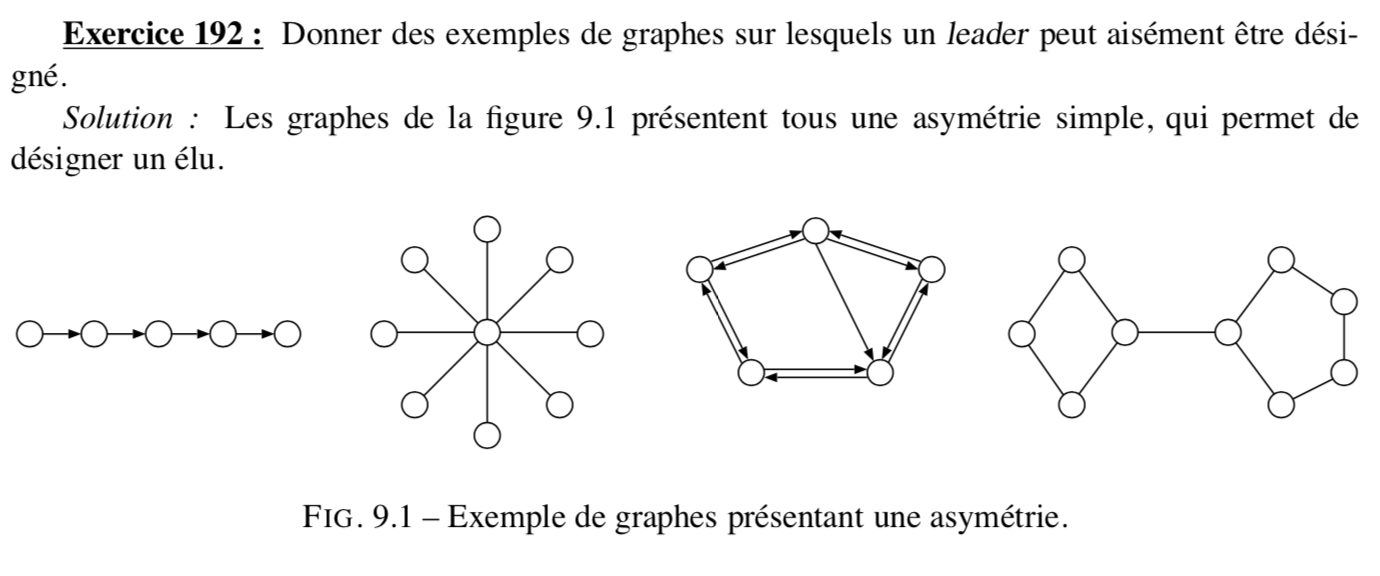 Exercice 192 : Donner des exemples de graphes sur lesquels un leader peut aisément être dési-
gné.
Solution : Les graphes de la figure 9.1 présentent tous une asymétrie simple, qui permet de
désigner un élu.
FIG. 9.1 – Exemple de graphes présentant une asymétrie.